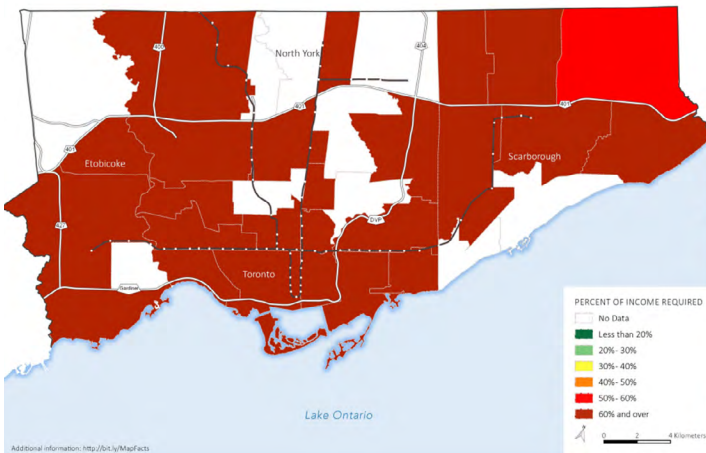 400
North York
404
401
401
401
Etobicoke
Scarborough
427
DVP
Toronto
Gardiner
PERCENT OF INCOME REQUIRED
No Data
Less than 20%
20%- 30%
30%- 40%
40%- 50%
50%- 60%
60% and over
Lake Ontario
0 2 4 Kilometers
Additional information: http://bit.ly/MapFacts